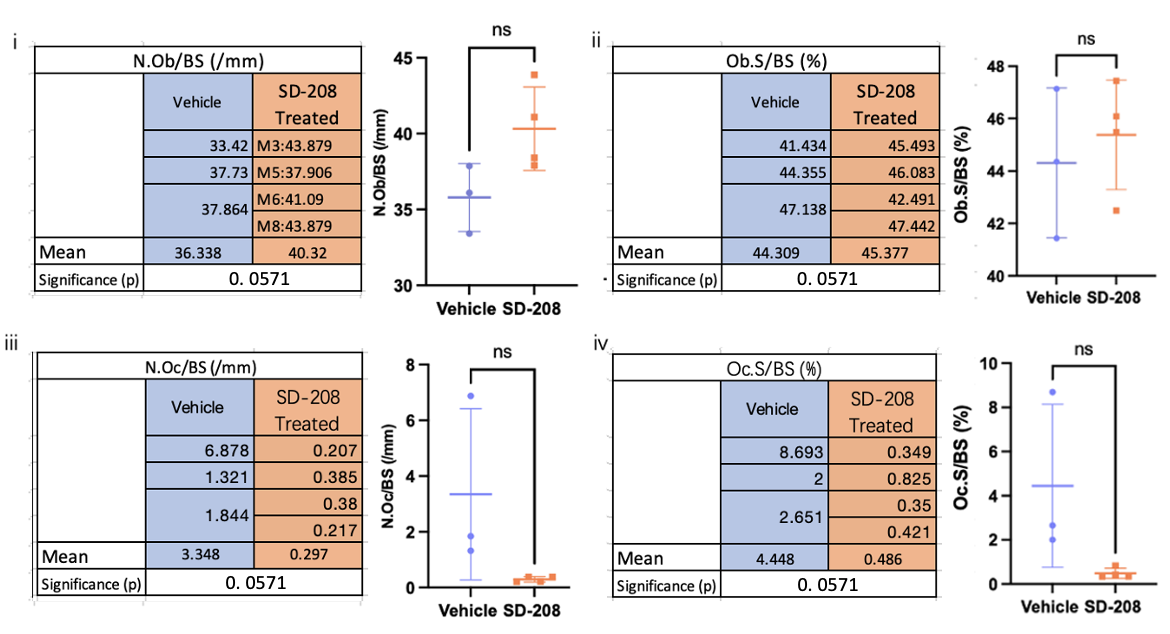 i
N.Ob/BS (/mm)
Vehicle
SD-208
Treated
33.42 M3:43.879
37.73 M5:37.906
37.864
M6:41.09
M8:43.879
Mean 36.338 40.32
Significance (p) 0. 0571
ns
N.Ob/BS (/mm)
45
40
35
30
Vehicle SD-208
ii
Ob.S/BS (%)
Vehicle
SD-208
Treated
41.434 45.493
44.355 46.083
47.138
42.491
47.442
Mean 44.309 45.377
Significance (p) 0. 0571
ns
Ob.S/BS (%)
48
46
44
42
40
Vehicle SD-208
iii
N.Oc/BS (/mm)
Vehicle
SD-208
Treated
6.878 0.207
1.321 0.385
1.844
0.38
0.217
Mean 3.348 0.297
Significance (p) 0. 0571
ns
N.Oc/BS (/mm)
8
6
4
2
0
Vehicle SD-208
iv
Oc.S/BS (%)
Vehicle
SD-208
Treated
8.693 0.349
2 0.825
2.651
0.35
0.421
Mean 4.448 0.486
Significance (p) 0. 0571
ns
Oc.S/BS (%)
10
8
6
4
2
0
Vehicle SD-208